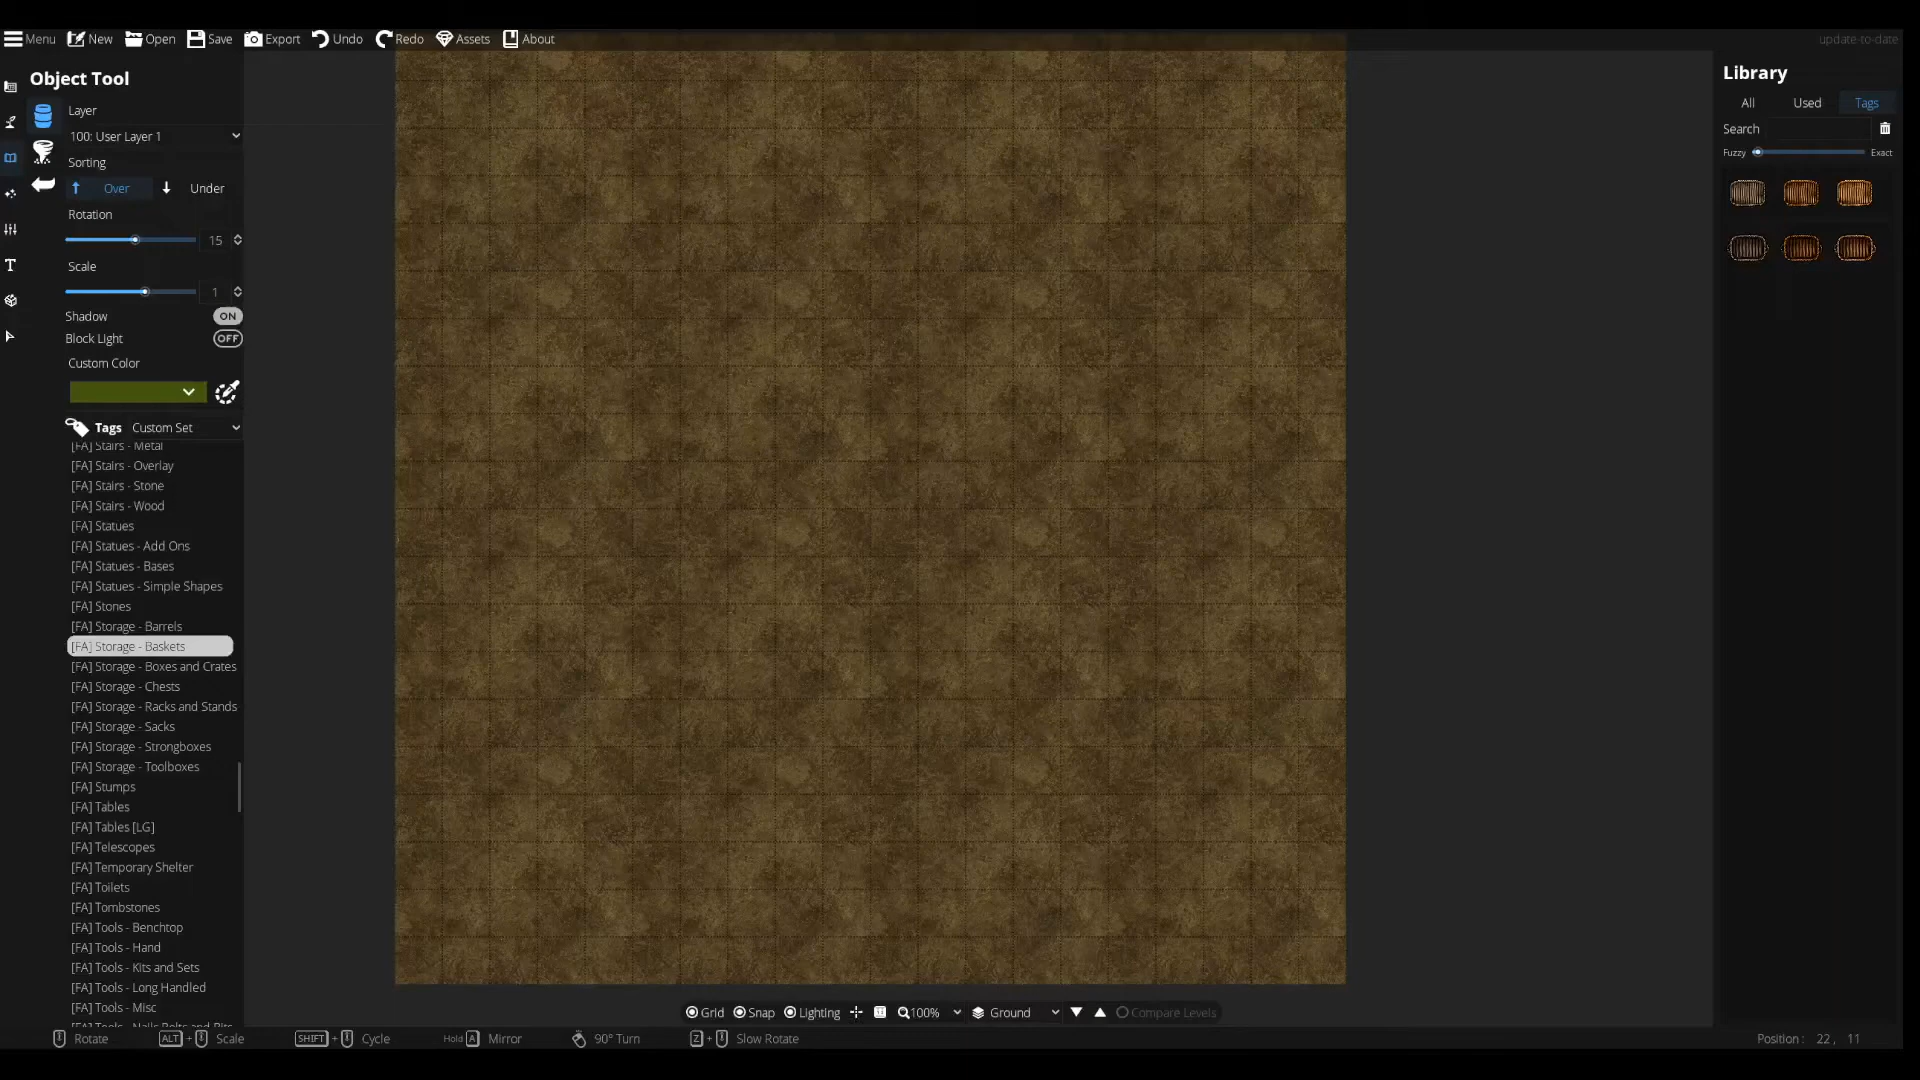 Menu New Open Save Export Undo Redo Assets About update-to-date
Object Tool
Layer
100: User Layer 1
Sorting
Over Under
Rotation
15
Scale
1
Shadow ON
Block Light OFF
Custom Color
Tags Custom Set
[FA] Stairs - Metal
[FA] Stairs - Overlay
[FA] Stairs - Stone
[FA] Stairs - Wood
[FA] Statues
[FA] Statues - Add Ons
[FA] Statues - Bases
[FA] Statues - Simple Shapes
[FA] Stones
[FA] Storage - Barrels
[FA] Storage - Baskets
[FA] Storage - Boxes and Crates
[FA] Storage - Chests
[FA] Storage - Racks and Stands
[FA] Storage - Sacks
[FA] Storage - Strongboxes
[FA] Storage - Toolboxes
[FA] Stumps
[FA] Tables
[FA] Tables [LG]
[FA] Telescopes
[FA] Temporary Shelter
[FA] Toilets
[FA] Tombstones
[FA] Tools - Benchtop
[FA] Tools - Hand
[FA] Tools - Kits and Sets
[FA] Tools - Long Handled
[FA] Tools - Misc
[FA] Tools - Nails Bolts and Bits
Library
All Used Tags
Search
Fuzzy Exact
Grid Snap Lighting 100% Ground Compare Levels
Rotate ALT + Scale SHIFT + Cycle Hold A Mirror 90° Turn Z + Slow Rotate Position : 22 , 11